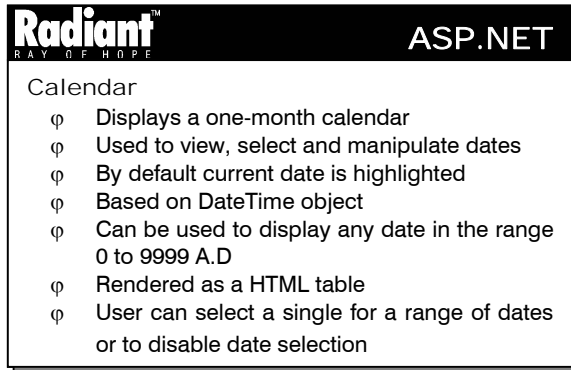 Radiant™
RAY OF HOPE
ASP.NET
Calendar
φ Displays a one-month calendar
φ Used to view, select and manipulate dates
φ By default current date is highlighted
φ Based on DateTime object
φ Can be used to display any date in the range
0 to 9999 A.D
φ Rendered as a HTML table
φ User can select a single for a range of dates
or to disable date selection